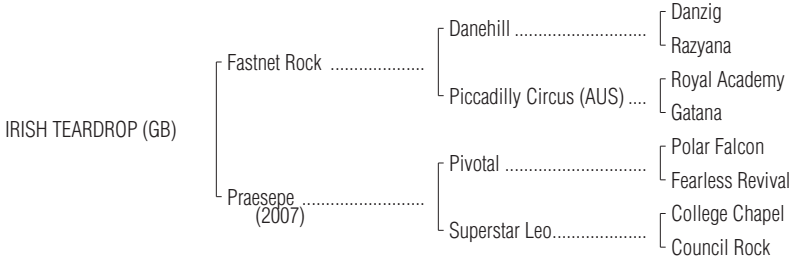 Danzig
Danehill ............................
Razyana
Fastnet Rock ....................
Royal Academy
Piccadilly Circus (AUS) ....
Gatana
IRISH TEARDROP (GB)
Polar Falcon
Pivotal ..............................
Fearless Revival
Praesepe ..........................
(2007)
College Chapel
Superstar Leo....................
Council Rock